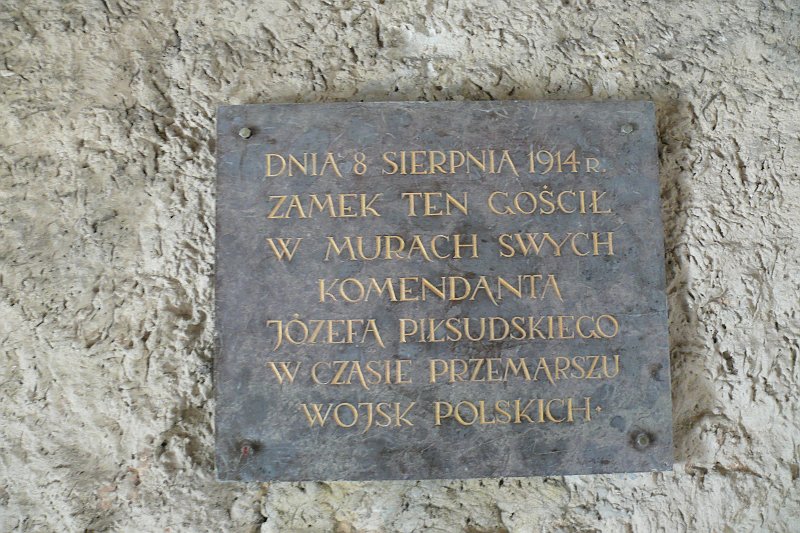 DNIA 8 SIERPNIA 1914 R.
ZAMEK TEN GOŚCIŁ
W MURACH SWYCH
KOMENDANTA
JÓZEFA PIŁSUDSKIEGO
W CZASIE PRZEMARSZU
WOJSK POLSKICH